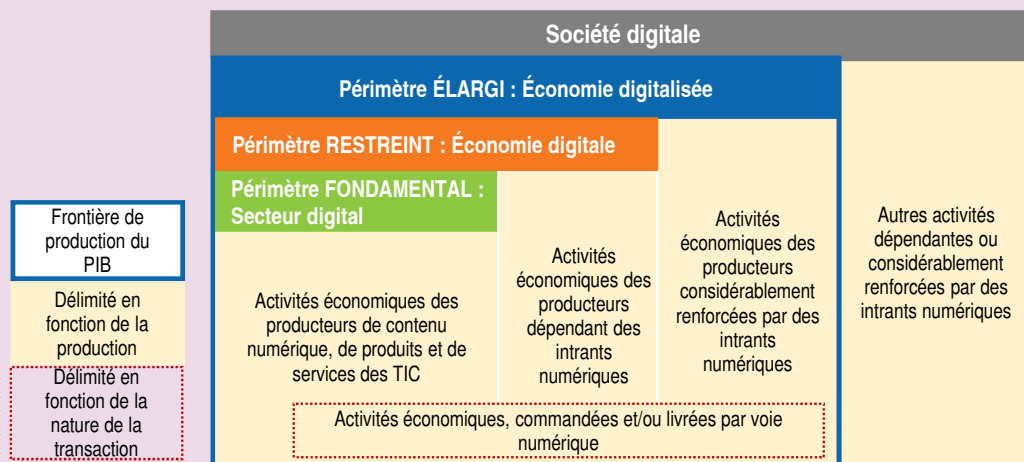 Société digitale
Périmètre ÉLARGI : Économie digitalisée
Périmètre RESTREINT : Économie digitale
Périmètre FONDAMENTAL :
Secteur digital
Frontière de
production du
PIB
Délimité en
fonction de la
production
Délimité en
fonction de la
nature de la
transaction
Activités économiques des
producteurs de contenu
numérique, de produits et de
services des TIC
Activités
économiques des
producteurs
dépendant des
intrants
numériques
Activités
économiques des
producteurs
considérablement
renforcées par des
intrants
numériques
Autres activités
dépendantes ou
considérablement
renforcées par des
intrants numériques
Activités économiques, commandées et/ou livrées par voie
numérique